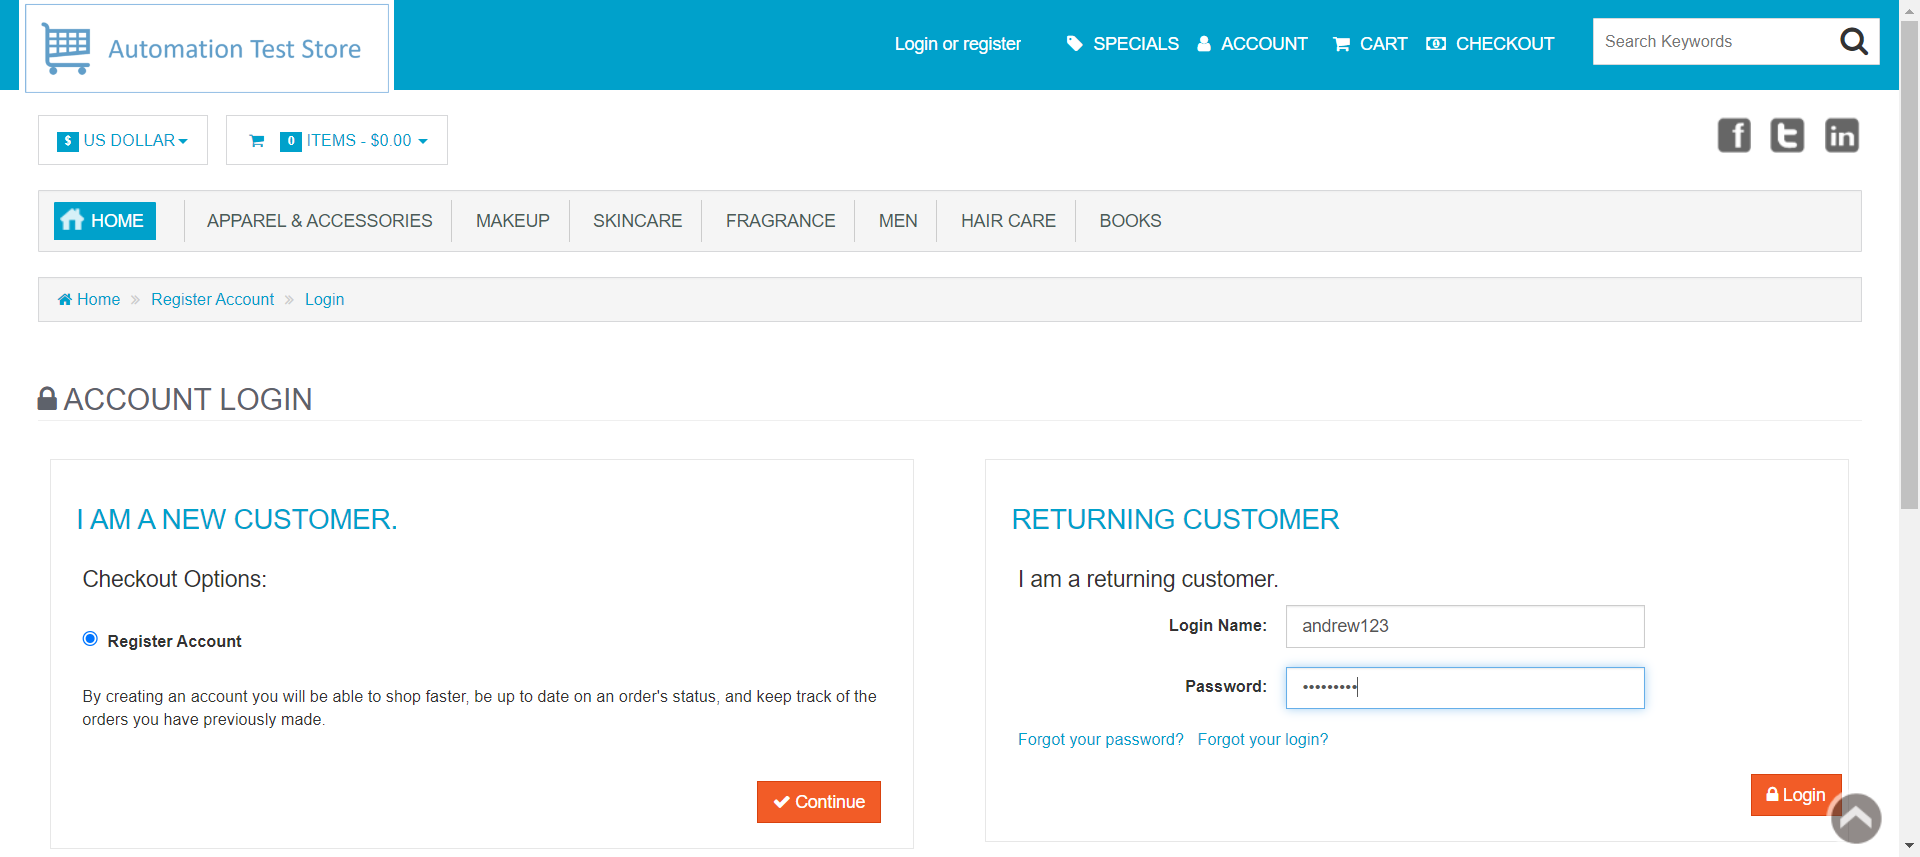 Automation Test Store
Login or register SPECIALS ACCOUNT CART CHECKOUT Search Keywords
$ US DOLLAR 0 ITEMS - $0.00
HOME APPAREL & ACCESSORIES MAKEUP SKINCARE FRAGRANCE MEN HAIR CARE BOOKS
Home » Register Account » Login
ACCOUNT LOGIN
I AM A NEW CUSTOMER.
Checkout Options:
Register Account
By creating an account you will be able to shop faster, be up to date on an order's status, and keep track of the
orders you have previously made.
Continue
RETURNING CUSTOMER
I am a returning customer.
Login Name: andrew123
Password: •••••••••
Forgot your password? Forgot your login?
Login